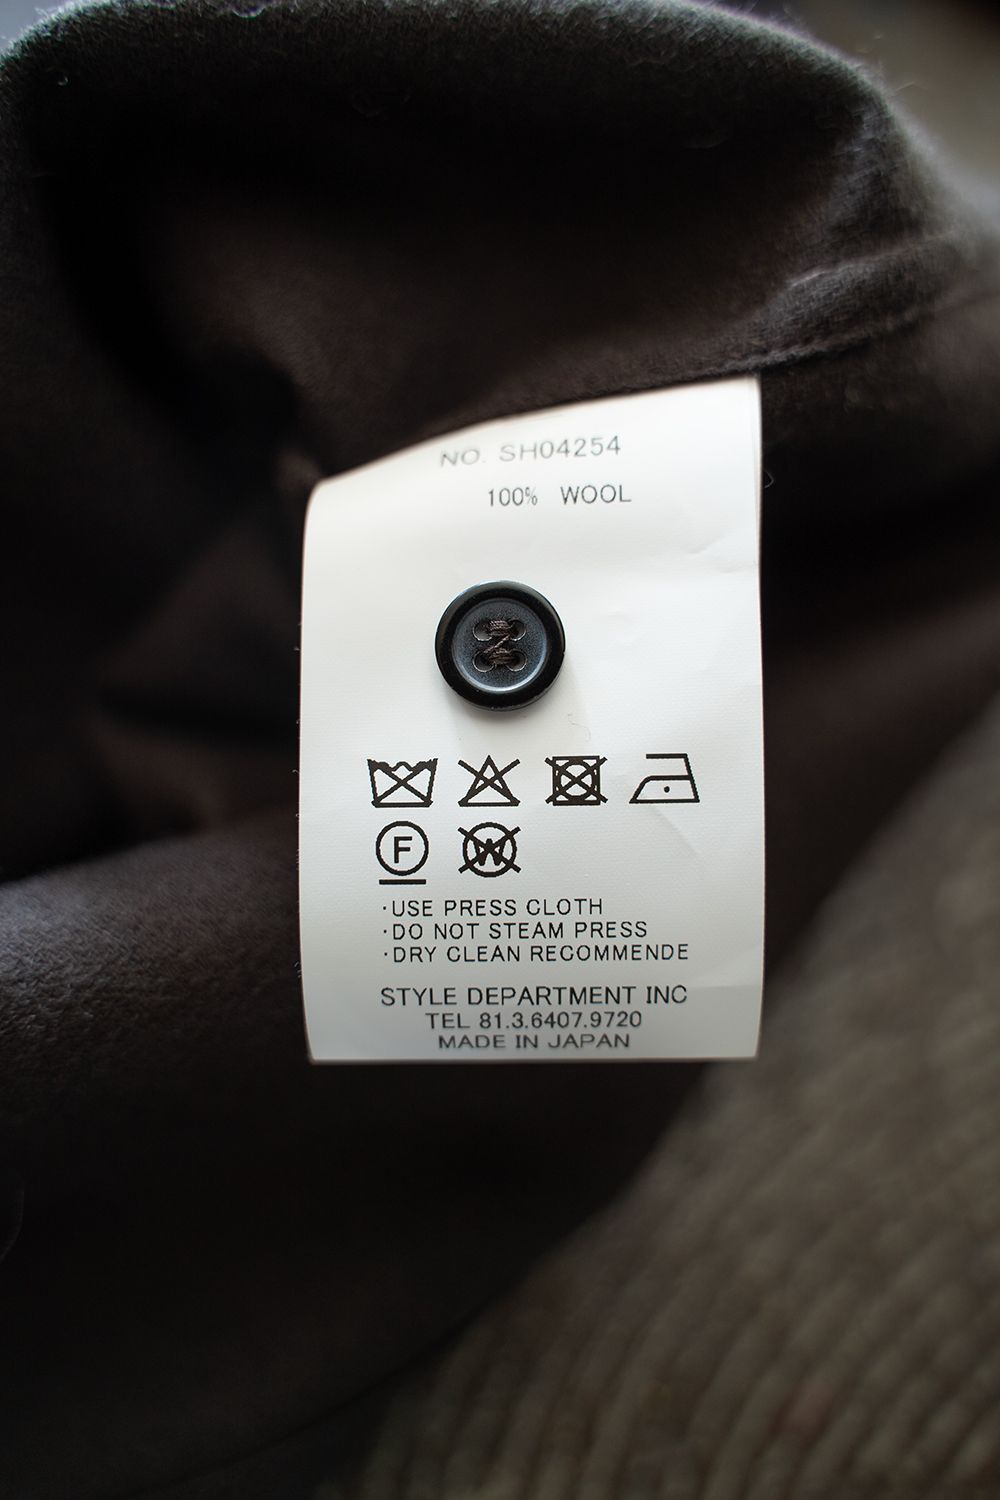 NO. SH04254
100% WOOL
F
W
·USE PRESS CLOTH
·DO NOT STEAM PRESS
·DRY CLEAN RECOMMENDE
STYLE DEPARTMENT INC
TEL 81.3.6407.9720
MADE IN JAPAN